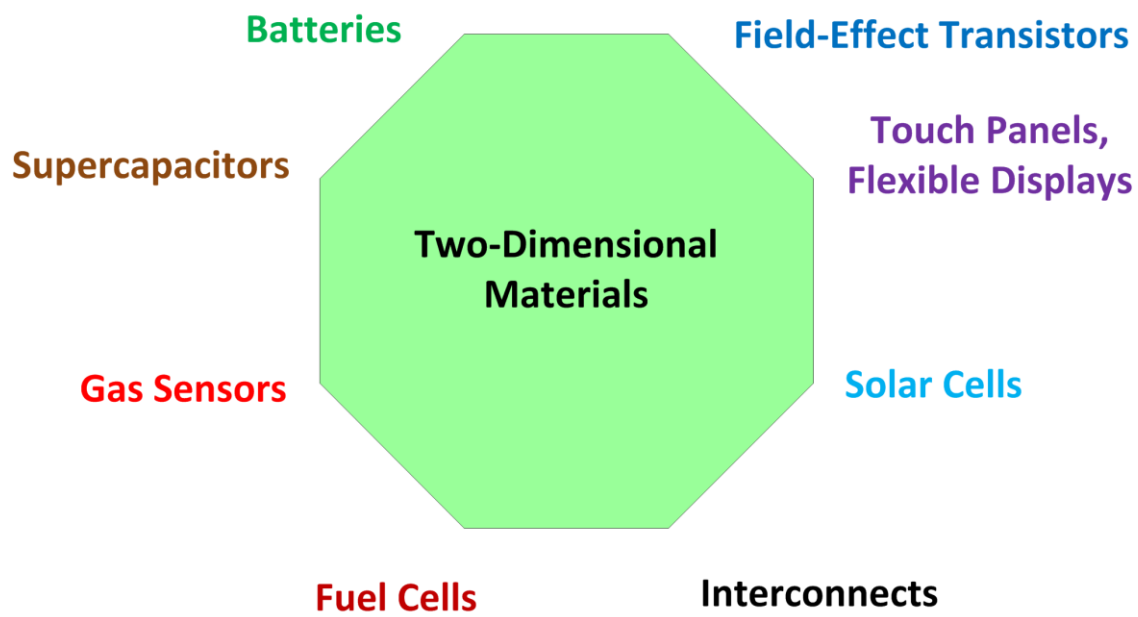 Batteries
Field-Effect Transistors
Touch Panels,
Flexible Displays
Supercapacitors
Two-Dimensional
Materials
Gas Sensors
Solar Cells
Fuel Cells
Interconnects